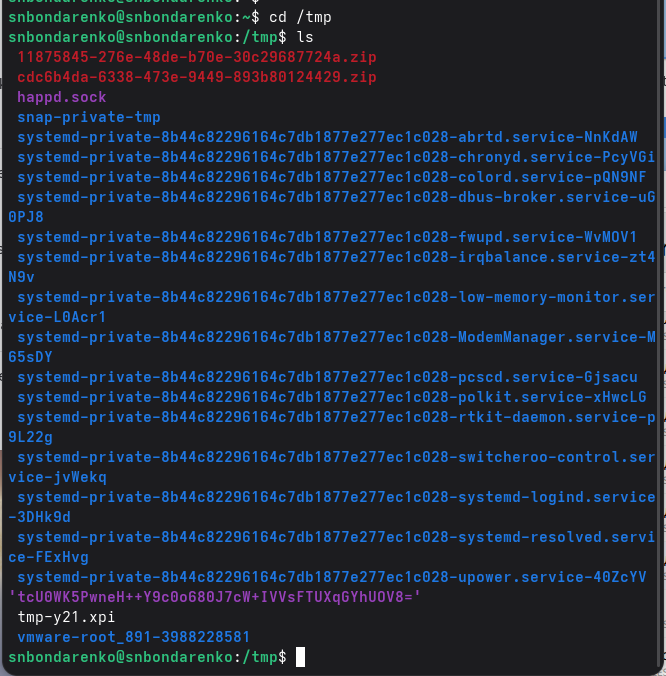 snbondarenko@snbondarenko:~$ cd /tmp
snbondarenko@snbondarenko:/tmp$ ls
11875845-276e-48de-b70e-30c29687724a.zip
cdc6b4da-6338-473e-9449-893b80124429.zip
happd.sock
snap-private-tmp
systemd-private-8b44c82296164c7db1877e277ec1c028-abrtd.service-NnKdAW
systemd-private-8b44c82296164c7db1877e277ec1c028-chronyd.service-PcyVGi
systemd-private-8b44c82296164c7db1877e277ec1c028-colord.service-pQN9NF
systemd-private-8b44c82296164c7db1877e277ec1c028-dbus-broker.service-uG
0PJ8
systemd-private-8b44c82296164c7db1877e277ec1c028-fwupd.service-WvMOV1
systemd-private-8b44c82296164c7db1877e277ec1c028-irqbalance.service-zt4
N9v
systemd-private-8b44c82296164c7db1877e277ec1c028-low-memory-monitor.ser
vice-L0Acr1
systemd-private-8b44c82296164c7db1877e277ec1c028-ModemManager.service-M
65sDY
systemd-private-8b44c82296164c7db1877e277ec1c028-pcscd.service-Gjsacu
systemd-private-8b44c82296164c7db1877e277ec1c028-polkit.service-xHwcLG
systemd-private-8b44c82296164c7db1877e277ec1c028-rtkit-daemon.service-p
9L22g
systemd-private-8b44c82296164c7db1877e277ec1c028-switcheroo-control.ser
vice-jvWekq
systemd-private-8b44c82296164c7db1877e277ec1c028-systemd-logind.service
-3DHk9d
systemd-private-8b44c82296164c7db1877e277ec1c028-systemd-resolved.servi
ce-FExHvg
systemd-private-8b44c82296164c7db1877e277ec1c028-upower.service-40ZcYV
'tcU0WK5PwneH++Y9c0o680J7cW+IVVsFTUXqGYhUOV8='
tmp-y21.xpi
vmware-root_891-3988228581
snbondarenko@snbondarenko:/tmp$